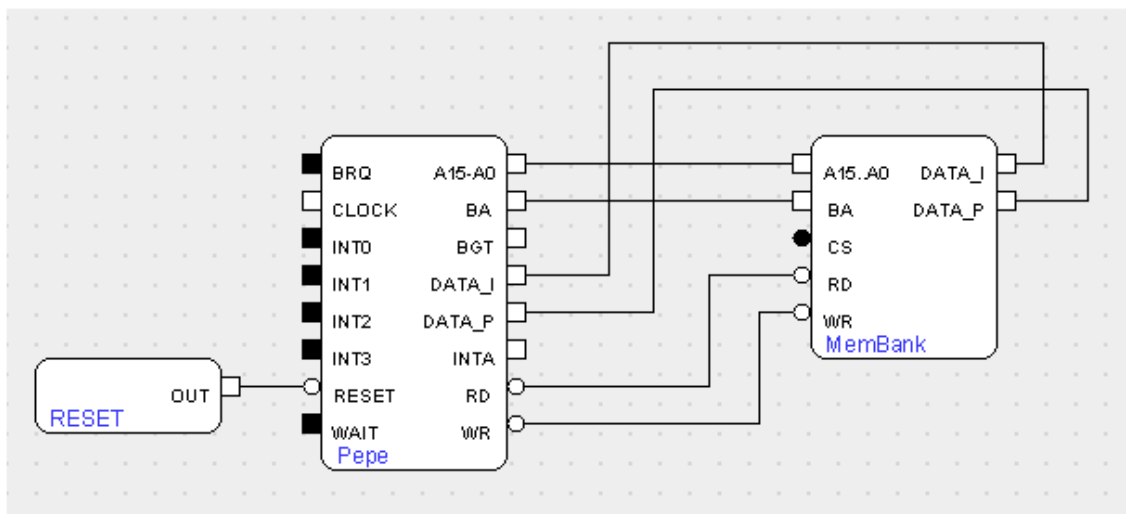 BRQ A15-A0
CLOCK BA
INT0 BGT
INT1 DATA_I
INT2 DATA_P
INT3 INTA
RESET RD
WAIT WR
Pepe
A15..A0 DATA_I
BA DATA_P
CS
RD
WR
MemBank
OUT
RESET